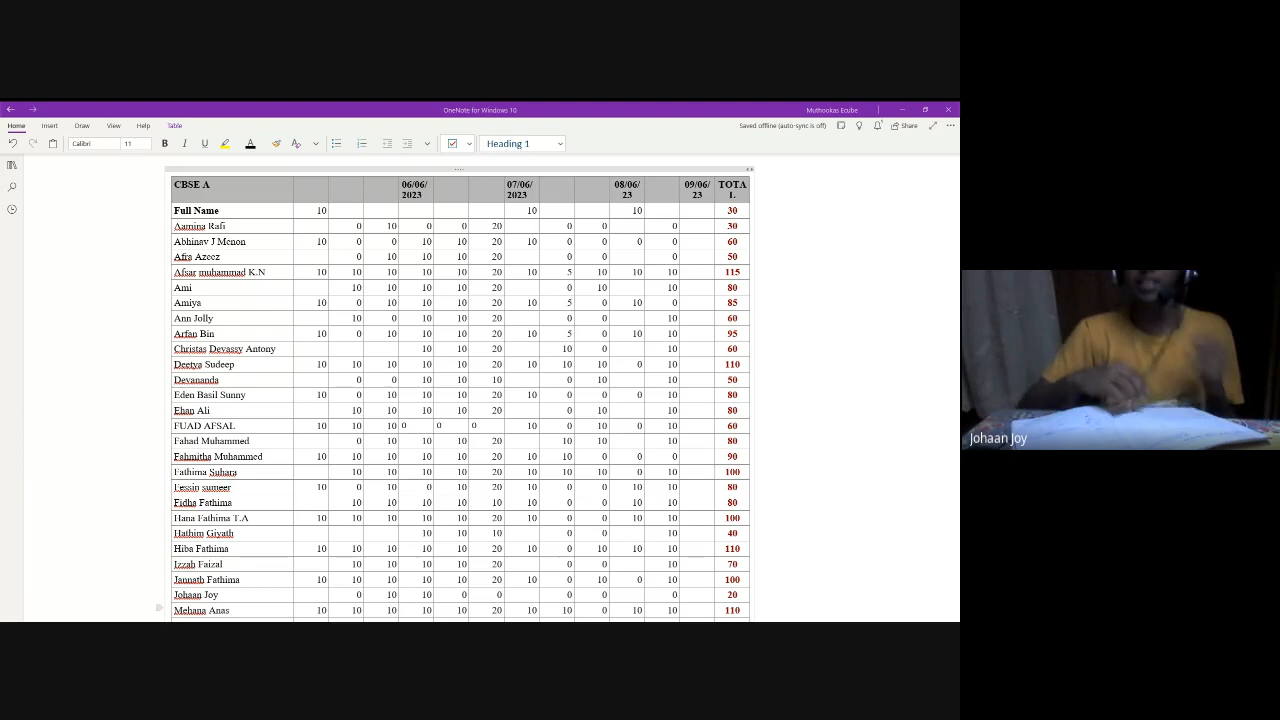 OneNote for Windows 10
Muthookas Ecube
Home Insert Draw View Help Table
Saved offline (auto-sync is off) Share
Calibri 11 B I U A Heading 1
CBSE A 06/06/2023 07/06/2023 08/06/23 09/06/23 TOTAL
Full Name 10 10 10 30
Aamina Rafi 0 10 0 0 20 0 0 0 30
Abhinav J Menon 10 0 0 10 10 20 10 0 0 0 0 60
Afra Azeez 0 10 10 10 20 0 0 0 50
Afsar muhammad K.N 10 10 10 10 10 20 10 5 10 10 10 115
Ami 10 10 10 10 20 0 10 10 80
Amiya 10 0 10 10 10 20 10 5 0 10 0 85
Ann Jolly 10 0 10 10 20 0 0 10 60
Arfan Bin 10 0 10 10 10 20 10 5 0 10 10 95
Christas Devassy Antony 10 10 20 10 0 10 60
Deetya Sudeep 10 10 10 10 10 20 10 10 10 0 10 110
Devananda 0 0 10 10 10 0 10 10 50
Eden Basil Sunny 10 0 10 10 10 20 10 0 0 0 10 80
Ehan Ali 10 10 10 10 20 0 10 10 80
FUAD AFSAL 10 10 10 0 0 0 10 0 10 0 10 60
Fahad Muhammed 0 10 10 10 20 10 10 10 80
Fahmitha Muhammed 10 10 10 10 10 20 10 10 0 0 0 90
Fathima Suhara 10 10 10 10 20 10 10 10 0 10 100
Fessin sumeer 10 0 10 0 10 20 10 0 0 10 10 80
Fidha Fathima 10 10 10 10 10 10 0 0 10 10 80
Hana Fathima T.A 10 10 10 10 10 20 10 0 0 10 10 100
Hathim Giyath 10 10 10 0 0 10 40
Hiba Fathima 10 10 10 10 10 20 10 0 10 10 10 110
Izzah Faizal 10 10 10 10 20 0 0 10 70
Jannath Fathima 10 10 10 10 10 20 10 0 10 0 10 100
Johaan Joy 0 10 10 0 0 0 0 0 20
Mehana Anas 10 10 10 10 10 20 10 10 0 10 10 110
Johaan Joy